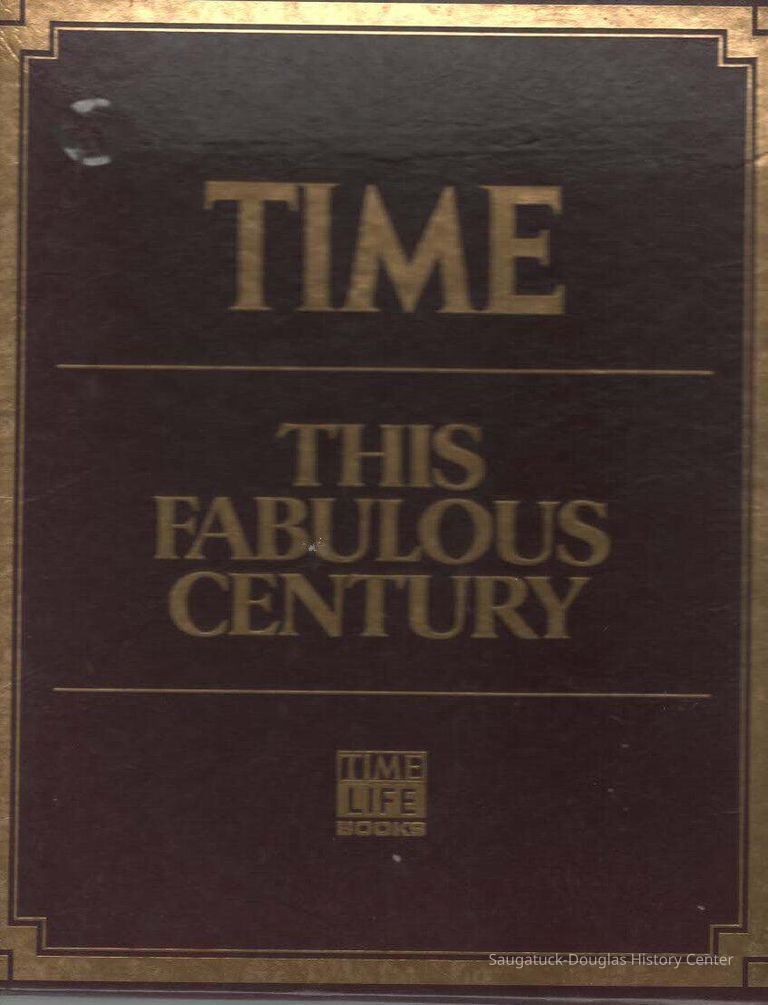 TIME
THIS
FABULOUS
CENTURY
TIME
LIFE
BOOKS
Saugatuck-Douglas History Center